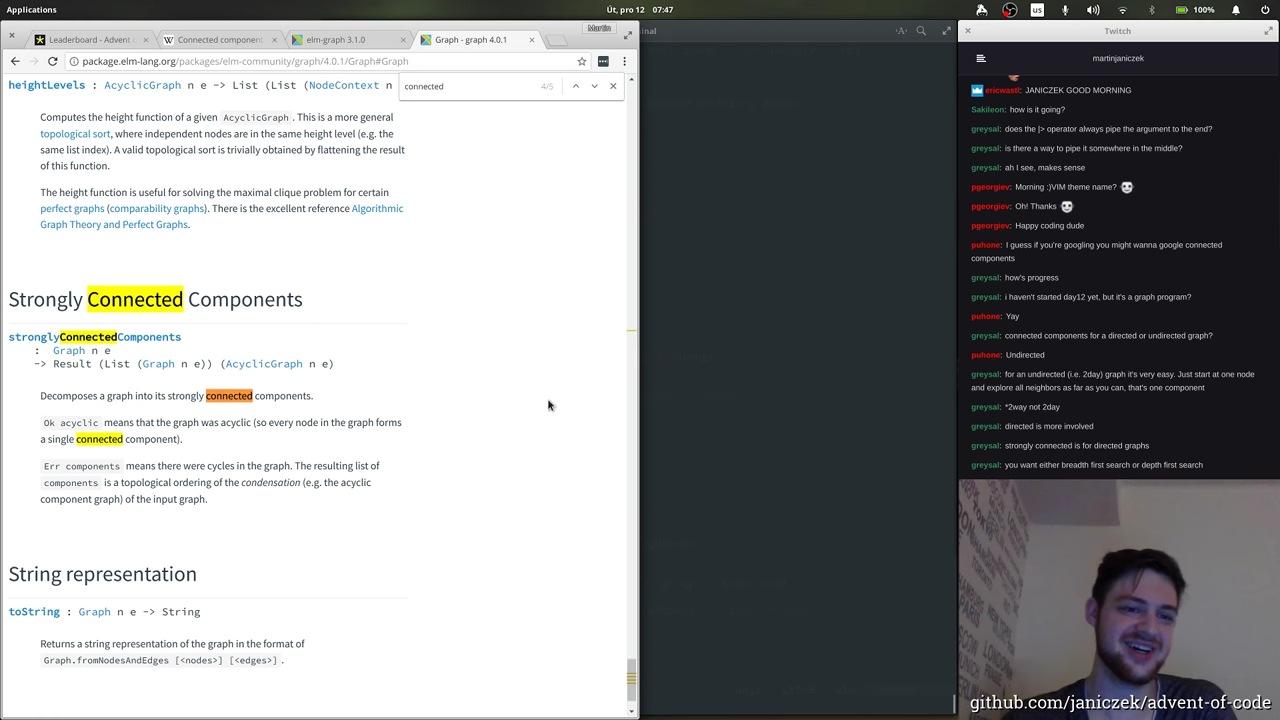 Applications
Út, pro 12 07:47
us
100%
Martin
Leaderboard - Advent
Wikipedia Connected component
elm-graph 3.1.0
Graph - graph 4.0.1
package.elm-lang.org/packages/elm-community/graph/4.0.1/Graph#Graph
connected
4/5
heightLevels : AcyclicGraph n e -> List (List (NodeContext n
Computes the height function of a given AcyclicGraph. This is a more general
topological sort, where independent nodes are in the same height level (e.g. the
same list index). A valid topological sort is trivially obtained by flattening the result
of this function.
The height function is useful for solving the maximal clique problem for certain
perfect graphs (comparability graphs). There is the excellent reference Algorithmic
Graph Theory and Perfect Graphs.
Strongly Connected Components
stronglyConnectedComponents
: Graph n e
-> Result (List (Graph n e)) (AcyclicGraph n e)
Decomposes a graph into its strongly connected components.
Ok acyclic means that the graph was acyclic (so every node in the graph forms
a single connected component).
Err components means there were cycles in the graph. The resulting list of
components is a topological ordering of the condensation (e.g. the acyclic
component graph) of the input graph.
String representation
toString : Graph n e -> String
Returns a string representation of the graph in the format of
Graph.fromNodesAndEdges [<nodes>] [<edges>] .
Twitch
martinjaniczek
ericwastl: JANICZEK GOOD MORNING
Sakileon: how is it going?
greysal: does the |> operator always pipe the argument to the end?
greysal: is there a way to pipe it somewhere in the middle?
greysal: ah I see, makes sense
pgeorgiev: Morning :)VIM theme name?
pgeorgiev: Oh! Thanks
pgeorgiev: Happy coding dude
puhone: I guess if you're googling you might wanna google connected
components
greysal: how's progress
greysal: i haven't started day12 yet, but it's a graph program?
puhone: Yay
greysal: connected components for a directed or undirected graph?
puhone: Undirected
greysal: for an undirected (i.e. 2day) graph it's very easy. Just start at one node
and explore all neighbors as far as you can, that's one component
greysal: *2way not 2day
greysal: directed is more involved
greysal: strongly connected is for directed graphs
greysal: you want either breadth first search or depth first search
github.com/janiczek/advent-of-code